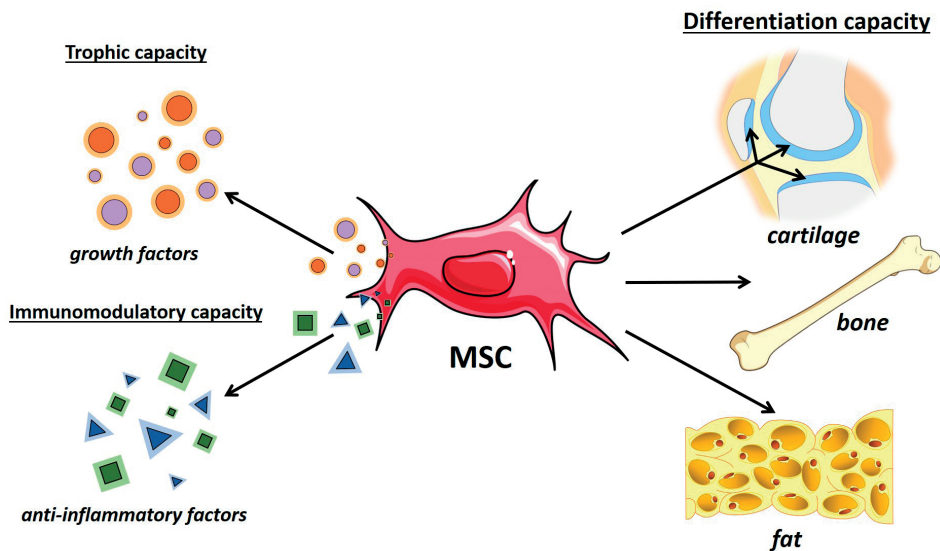 Trophic capacity
growth factors
Immunomodulatory capacity
anti-inflammatory factors
MSC
Differentiation capacity
cartilage
bone
fat